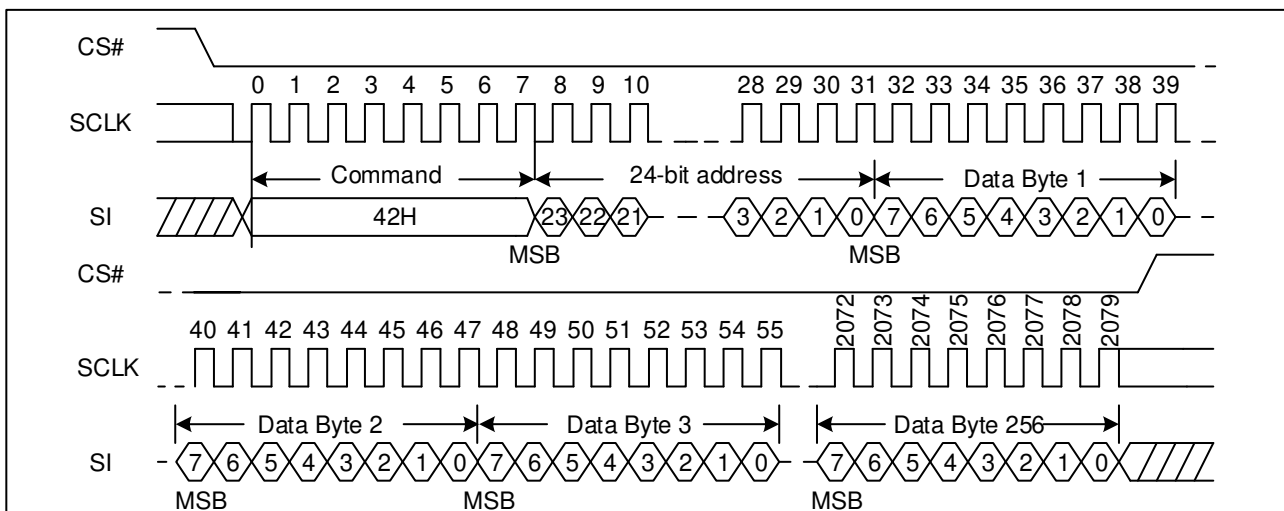 CS#
0 1 2 3 4 5 6 7 8 9 10 28 29 30 31 32 33 34 35 36 37 38 39
SCLK
Command 24-bit address Data Byte 1
SI 42H 23 22 21 3 2 1 0 7 6 5 4 3 2 1 0
MSB MSB
CS#
40 41 42 43 44 45 46 47 48 49 50 51 52 53 54 55 2072 2073 2074 2075 2076 2077 2078 2079
SCLK
Data Byte 2 Data Byte 3 Data Byte 256
SI 7 6 5 4 3 2 1 0 7 6 5 4 3 2 1 0 7 6 5 4 3 2 1 0
MSB MSB MSB